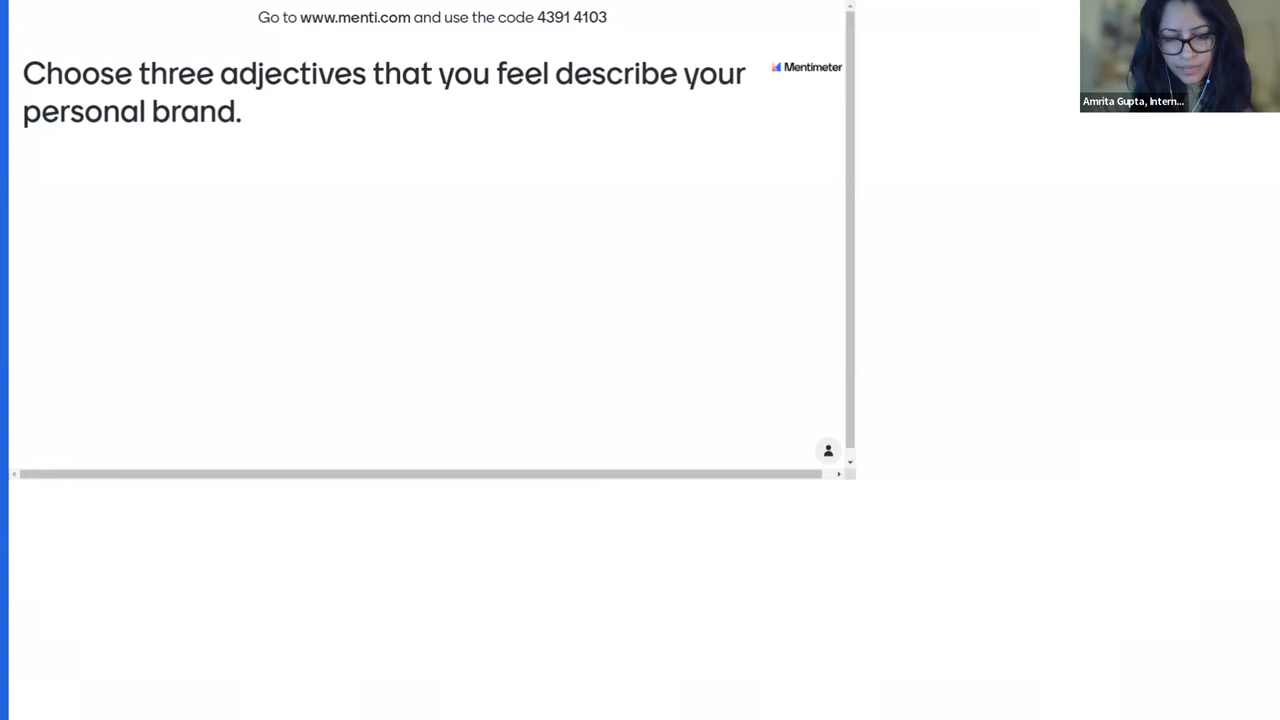 Go to www.menti.com and use the code 4391 4103
Choose three adjectives that you feel describe your
personal brand.
Mentimeter
Amrita Gupta, Intern...